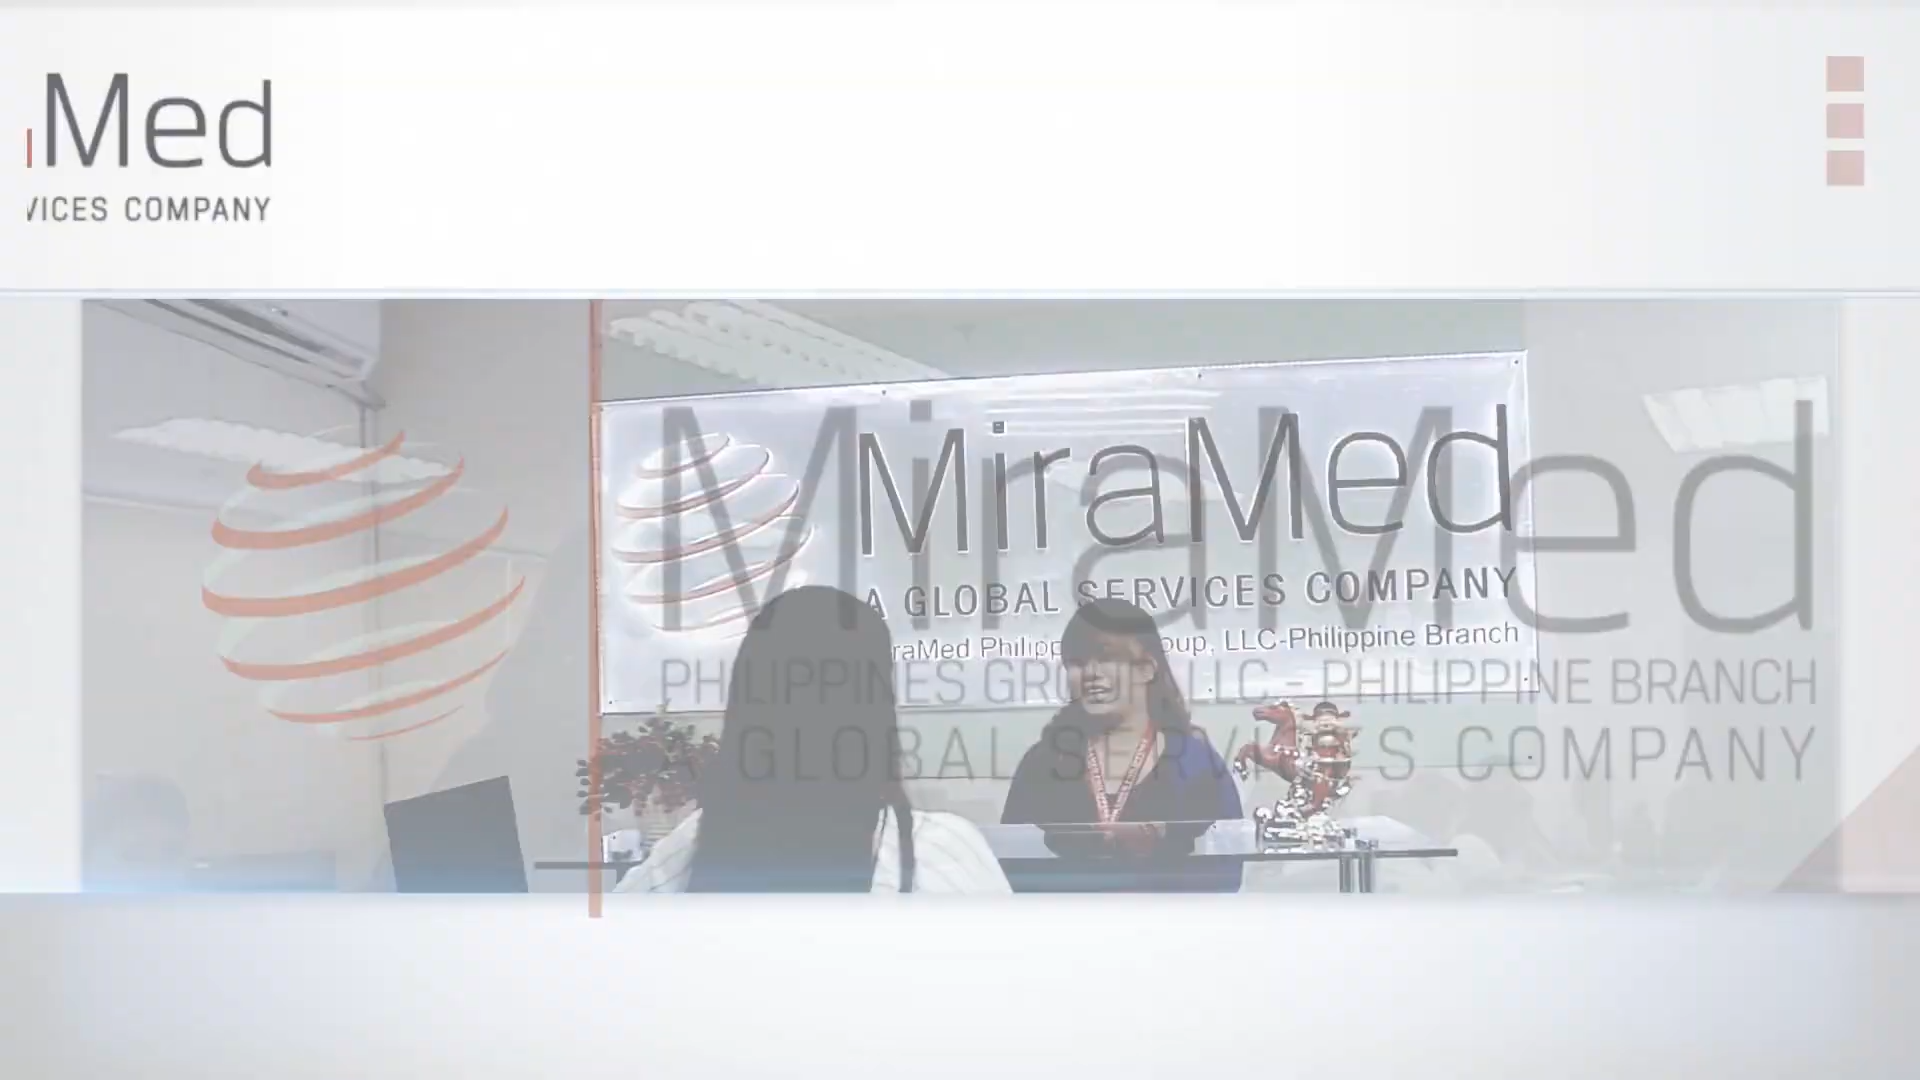 Med
VICES COMPANY
MiraMed
A GLOBAL SERVICES COMPANY
raMed Philipp oup, LLC-Philippine Branch
MiraMed
PHILIPPINES GROUP, LLC - PHILIPPINE BRANCH
A GLOBAL SERVICES COMPANY